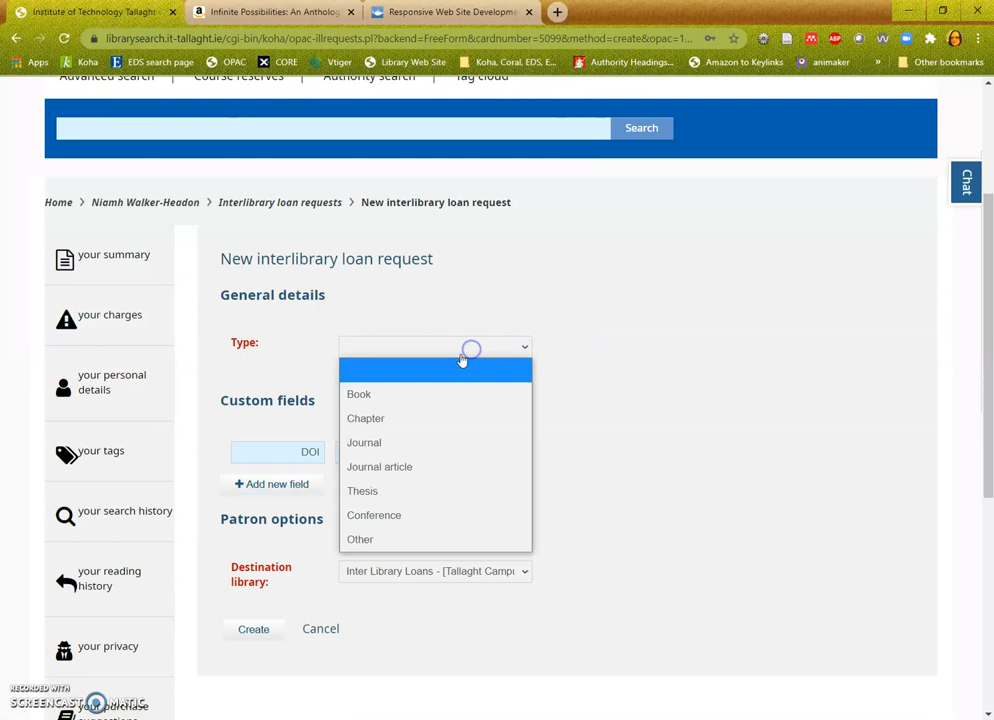 Institute of Technology Tallaght
Infinite Possibilities: An Antholog
Responsive Web Site Developme
librarysearch.it-tallaght.ie/cgi-bin/koha/opac-illrequests.pl?backend=FreeForm&cardnumber=5099&method=create&opac=1...
Apps
Koha
EDS search page
OPAC
CORE
Vtiger
Library Web Site
Koha, Coral, EDS, E...
Authority Headings...
Amazon to Keylinks
animaker
»
Other bookmarks
Advanced search
Course reserves
Authority search
Tag cloud
Search
Chat
Home > Niamh Walker-Headon > Interlibrary loan requests > New interlibrary loan request
your summary
your charges
your personal
details
your tags
your search history
your reading
history
your privacy
your purchase
suggestions
New interlibrary loan request
General details
Type:
Book
Chapter
Journal
Journal article
Thesis
Conference
Other
Custom fields
DOI
+ Add new field
Patron options
Destination
library:
Inter Library Loans - [Tallaght Campu
Create
Cancel
RECORDED WITH
SCREENCAST MATIC